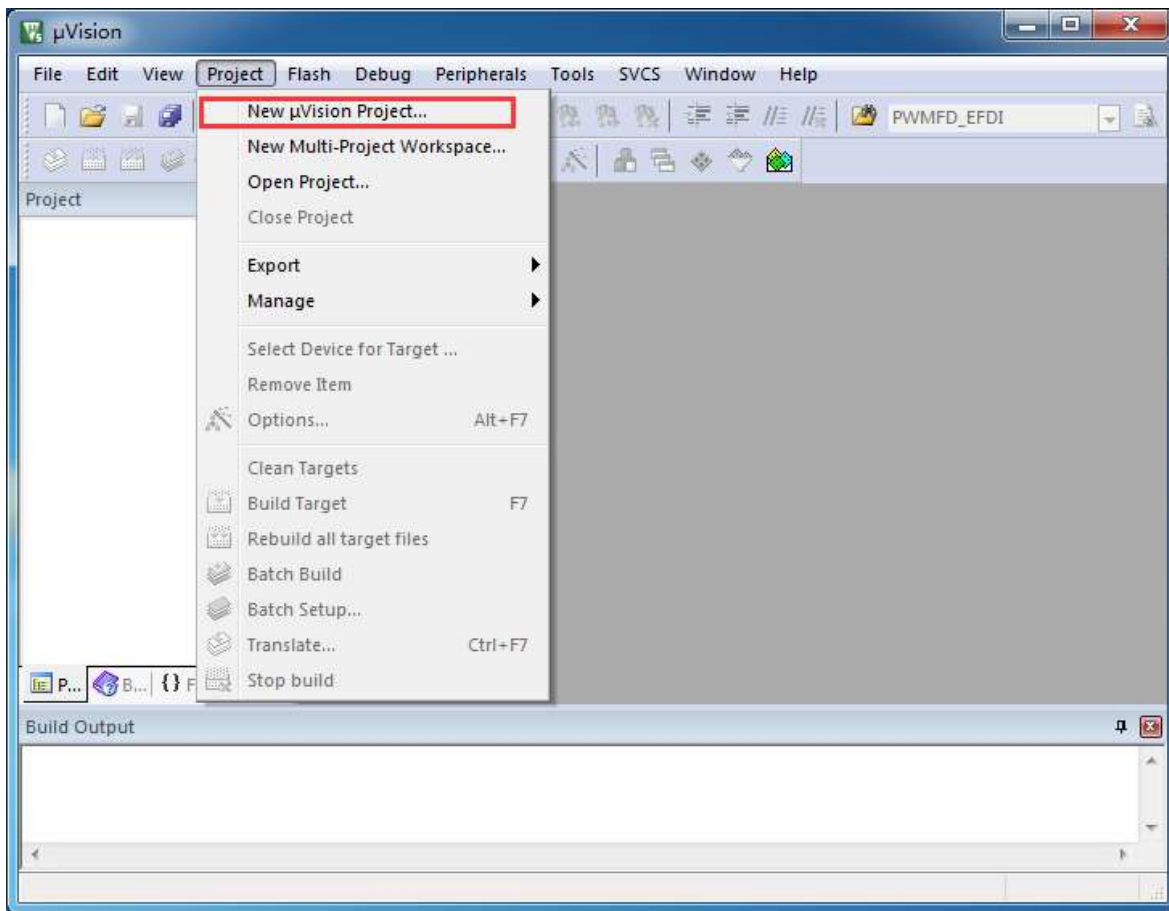 µVision
File Edit View Project Flash Debug Peripherals Tools SVCS Window Help
New µVision Project...
PWMFD_EFDI
New Multi-Project Workspace...
Open Project...
Project
Close Project
Export
Manage
Select Device for Target ...
Remove Item
Options... Alt+F7
Clean Targets
Build Target F7
Rebuild all target files
Batch Build
Batch Setup...
Translate... Ctrl+F7
P... B... {} F
Stop build
Build Output